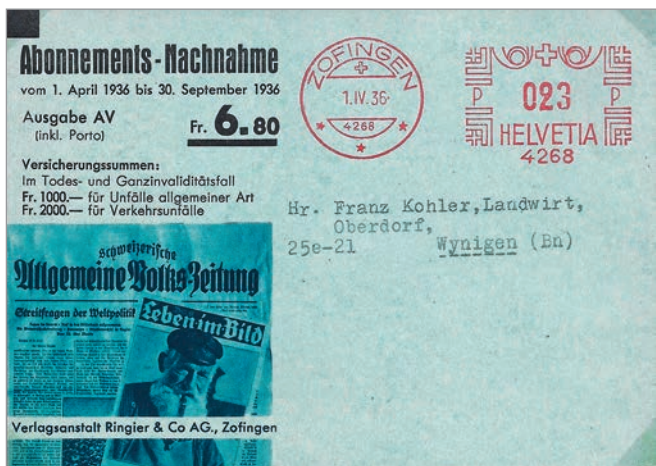 Abonnements-Nachnahme
vom 1. April 1936 bis 30. September 1936
Ausgabe AV
(inkl. Porto)
Fr. 6.80
Versicherungssummen:
Im Todes- und Ganzinvaliditätsfall
Fr. 1000.— für Unfälle allgemeiner Art
Fr. 2000.— für Verkehrsunfälle
ZOFINGEN
1.IV.36
4268
P 023 P
HELVETIA
4268
Hr. Franz Kohler,Landwirt,
Oberdorf,
25e-21 Wynigen (Bn)
schweizerische
Allgemeine Volks-Zeitung
Streitfragen der Weltpolitik
Leben im Bild
Verlagsanstalt Ringier & Co AG., Zofingen